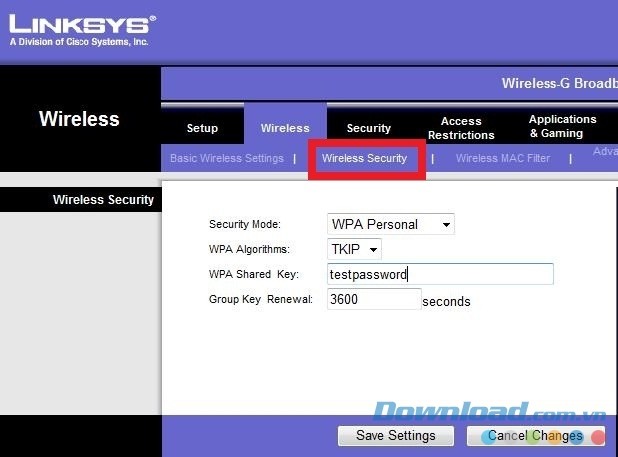 LINKSYS®
A Division of Cisco Systems, Inc.
Wireless-G Broadb
Wireless
Setup
Wireless
Security
Access Restrictions
Applications & Gaming
Basic Wireless Settings |
Wireless Security
| Wireless MAC Filter |
Adva
Wireless Security
Security Mode: WPA Personal
WPA Algorithms: TKIP
WPA Shared Key: testpassword
Group Key Renewal: 3600 seconds
Download.com.vn
Save Settings
Cancel Changes